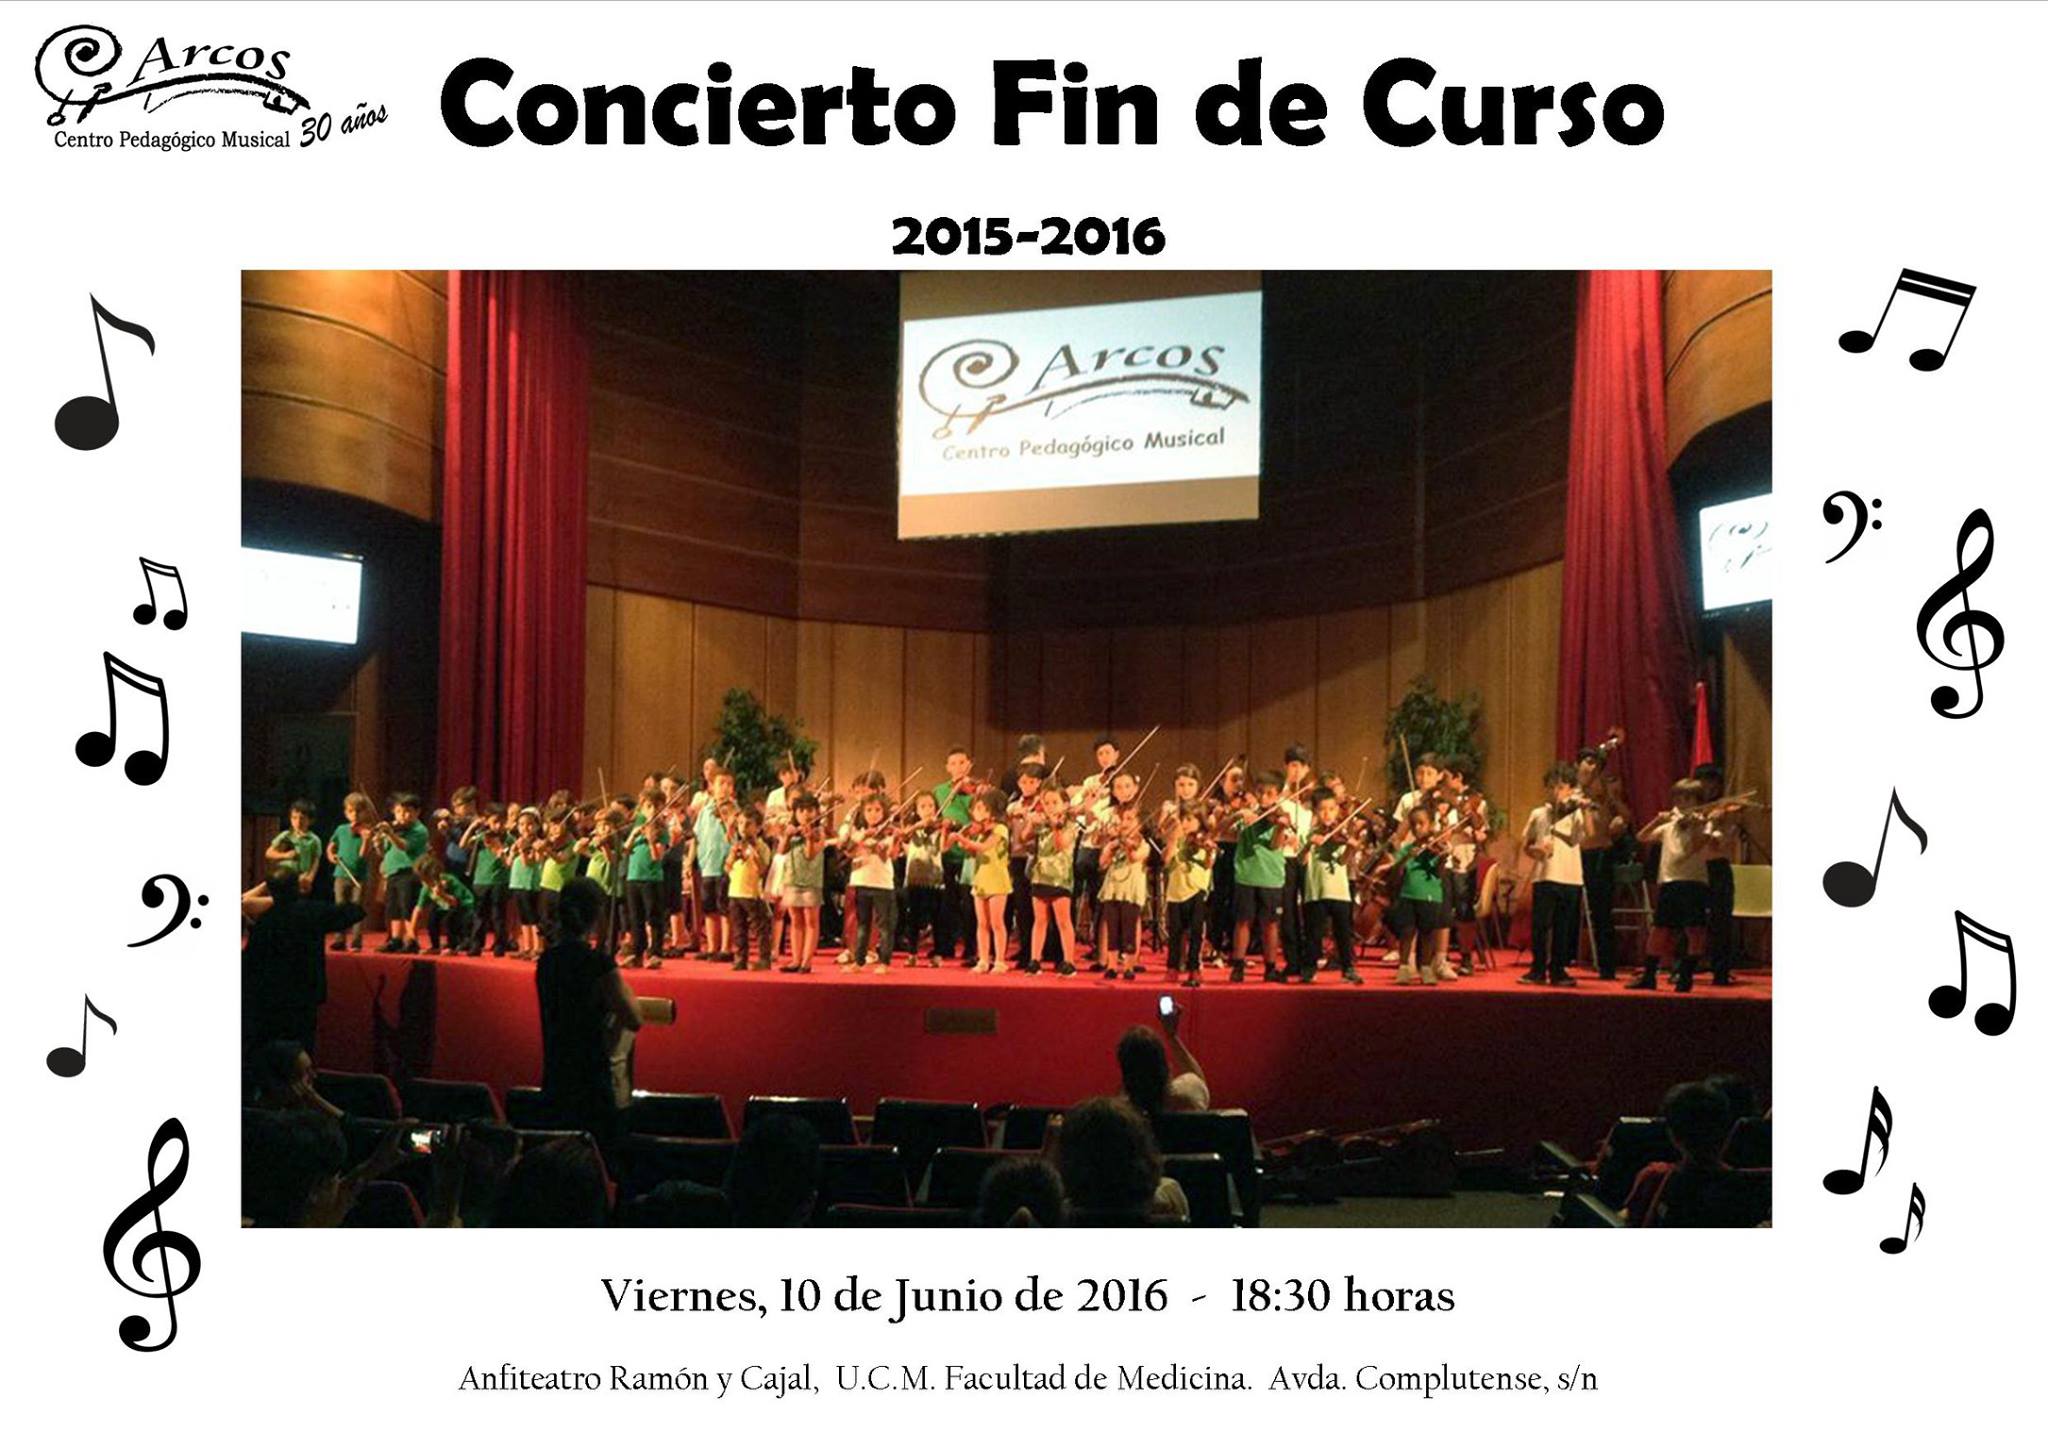 Arcos
Centro Pedagógico Musical 30 años
Concierto Fin de Curso
2015-2016
Arcos
Centro Pedagógico Musical
Viernes, 10 de Junio de 2016 - 18:30 horas
Anfiteatro Ramón y Cajal, U.C.M. Facultad de Medicina. Avda. Complutense, s/n